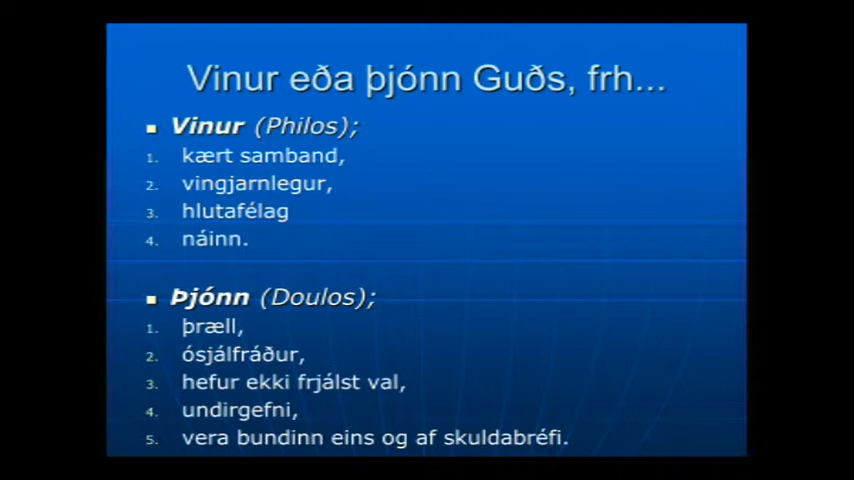 Vinur eða þjónn Guðs, frh...
▪ Vinur (Philos);
1. kært samband,
2. vingjarnlegur,
3. hlutafélag
4. náinn.
▪ Þjónn (Doulos);
1. þræll,
2. ósjálfráður,
3. hefur ekki frjálst val,
4. undirgefni,
5. vera bundinn eins og af skuldabréfi.